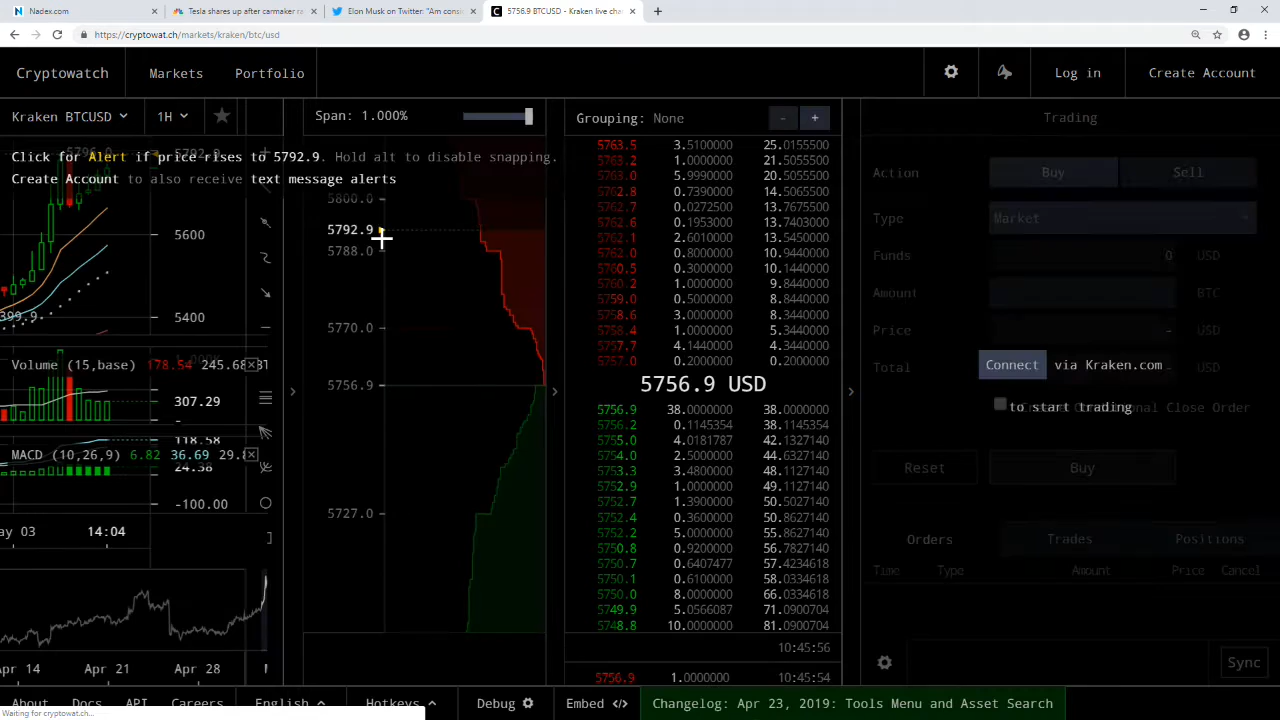 Nadex.com
Tesla shares up after carmaker ra
Elon Musk on Twitter: "Am consi
5756.9 BTCUSD - Kraken live cha
https://cryptowat.ch/markets/kraken/btc/usd
Cryptowatch
Markets
Portfolio
Log in
Create Account
Kraken BTCUSD
1H
Span: 1.000%
Grouping: None
-
+
Trading
Click for Alert if price rises to 5792.9. Hold alt to disable snapping.
Create Account to also receive text message alerts
5600
5400
399.9
Volume (15,base) 178.54 245.68
307.29
118.58
MACD (10,26,9) 6.82 36.69 29.8
24.38
-100.00
ay 03
14:04
pr 14
Apr 21
Apr 28
5800.0
5792.9
5788.0
5770.0
5756.9
5727.0
5763.5 3.5100000 25.0155500
5763.2 1.0000000 21.5055500
5763.0 5.9990000 20.5055500
5762.8 0.7390000 14.5065500
5762.7 0.0272500 13.7675500
5762.6 0.1953000 13.7403000
5762.1 2.6010000 13.5450000
5762.0 0.8000000 10.9440000
5760.5 0.3000000 10.1440000
5760.2 1.0000000 9.8440000
5759.0 0.5000000 8.8440000
5758.6 3.0000000 8.3440000
5758.4 1.0000000 5.3440000
5757.7 4.1440000 4.3440000
5757.0 0.2000000 0.2000000
5756.9 USD
5756.9 38.0000000 38.0000000
5756.2 0.1145354 38.1145354
5755.0 4.0181787 42.1327140
5754.0 2.5000000 44.6327140
5753.3 3.4800000 48.1127140
5752.9 1.0000000 49.1127140
5752.7 1.3900000 50.5027140
5752.4 0.3600000 50.8627140
5752.2 5.0000000 55.8627140
5750.8 0.9200000 56.7827140
5750.7 0.6407477 57.4234618
5750.1 0.6100000 58.0334618
5750.0 8.0000000 66.0334618
5749.9 5.0566087 71.0900704
5748.8 10.0000000 81.0900704
10:45:56
5756.9 1.0000000 10:45:54
Action
Buy
Sell
Type
Market
Funds
0 USD
Amount
BTC
Price
- USD
Total
- USD
Connect via Kraken.com
to start trading
Close Order
Reset
Buy
Orders
Trades
Positions
Time
Type
Amount
Price
Cancel
Sync
About
Docs
API
Careers
English
Hotkeys
Debug
Embed </>
Changelog: Apr 23, 2019: Tools Menu and Asset Search
Waiting for cryptowat.ch...